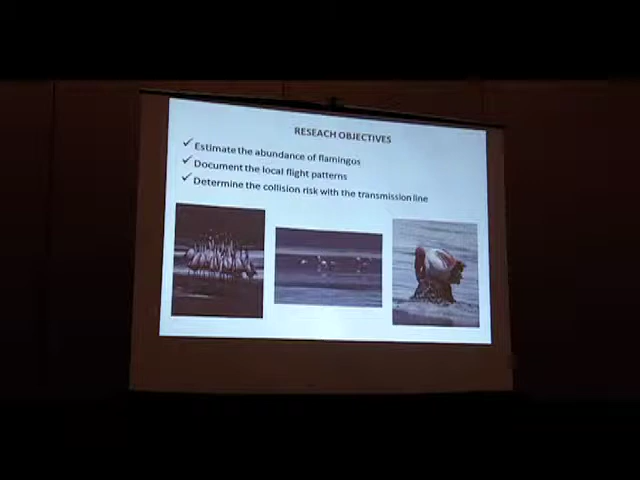 RESEACH OBJECTIVES
✓ Estimate the abundance of flamingos
✓ Document the local flight patterns
✓ Determine the collision risk with the transmission line